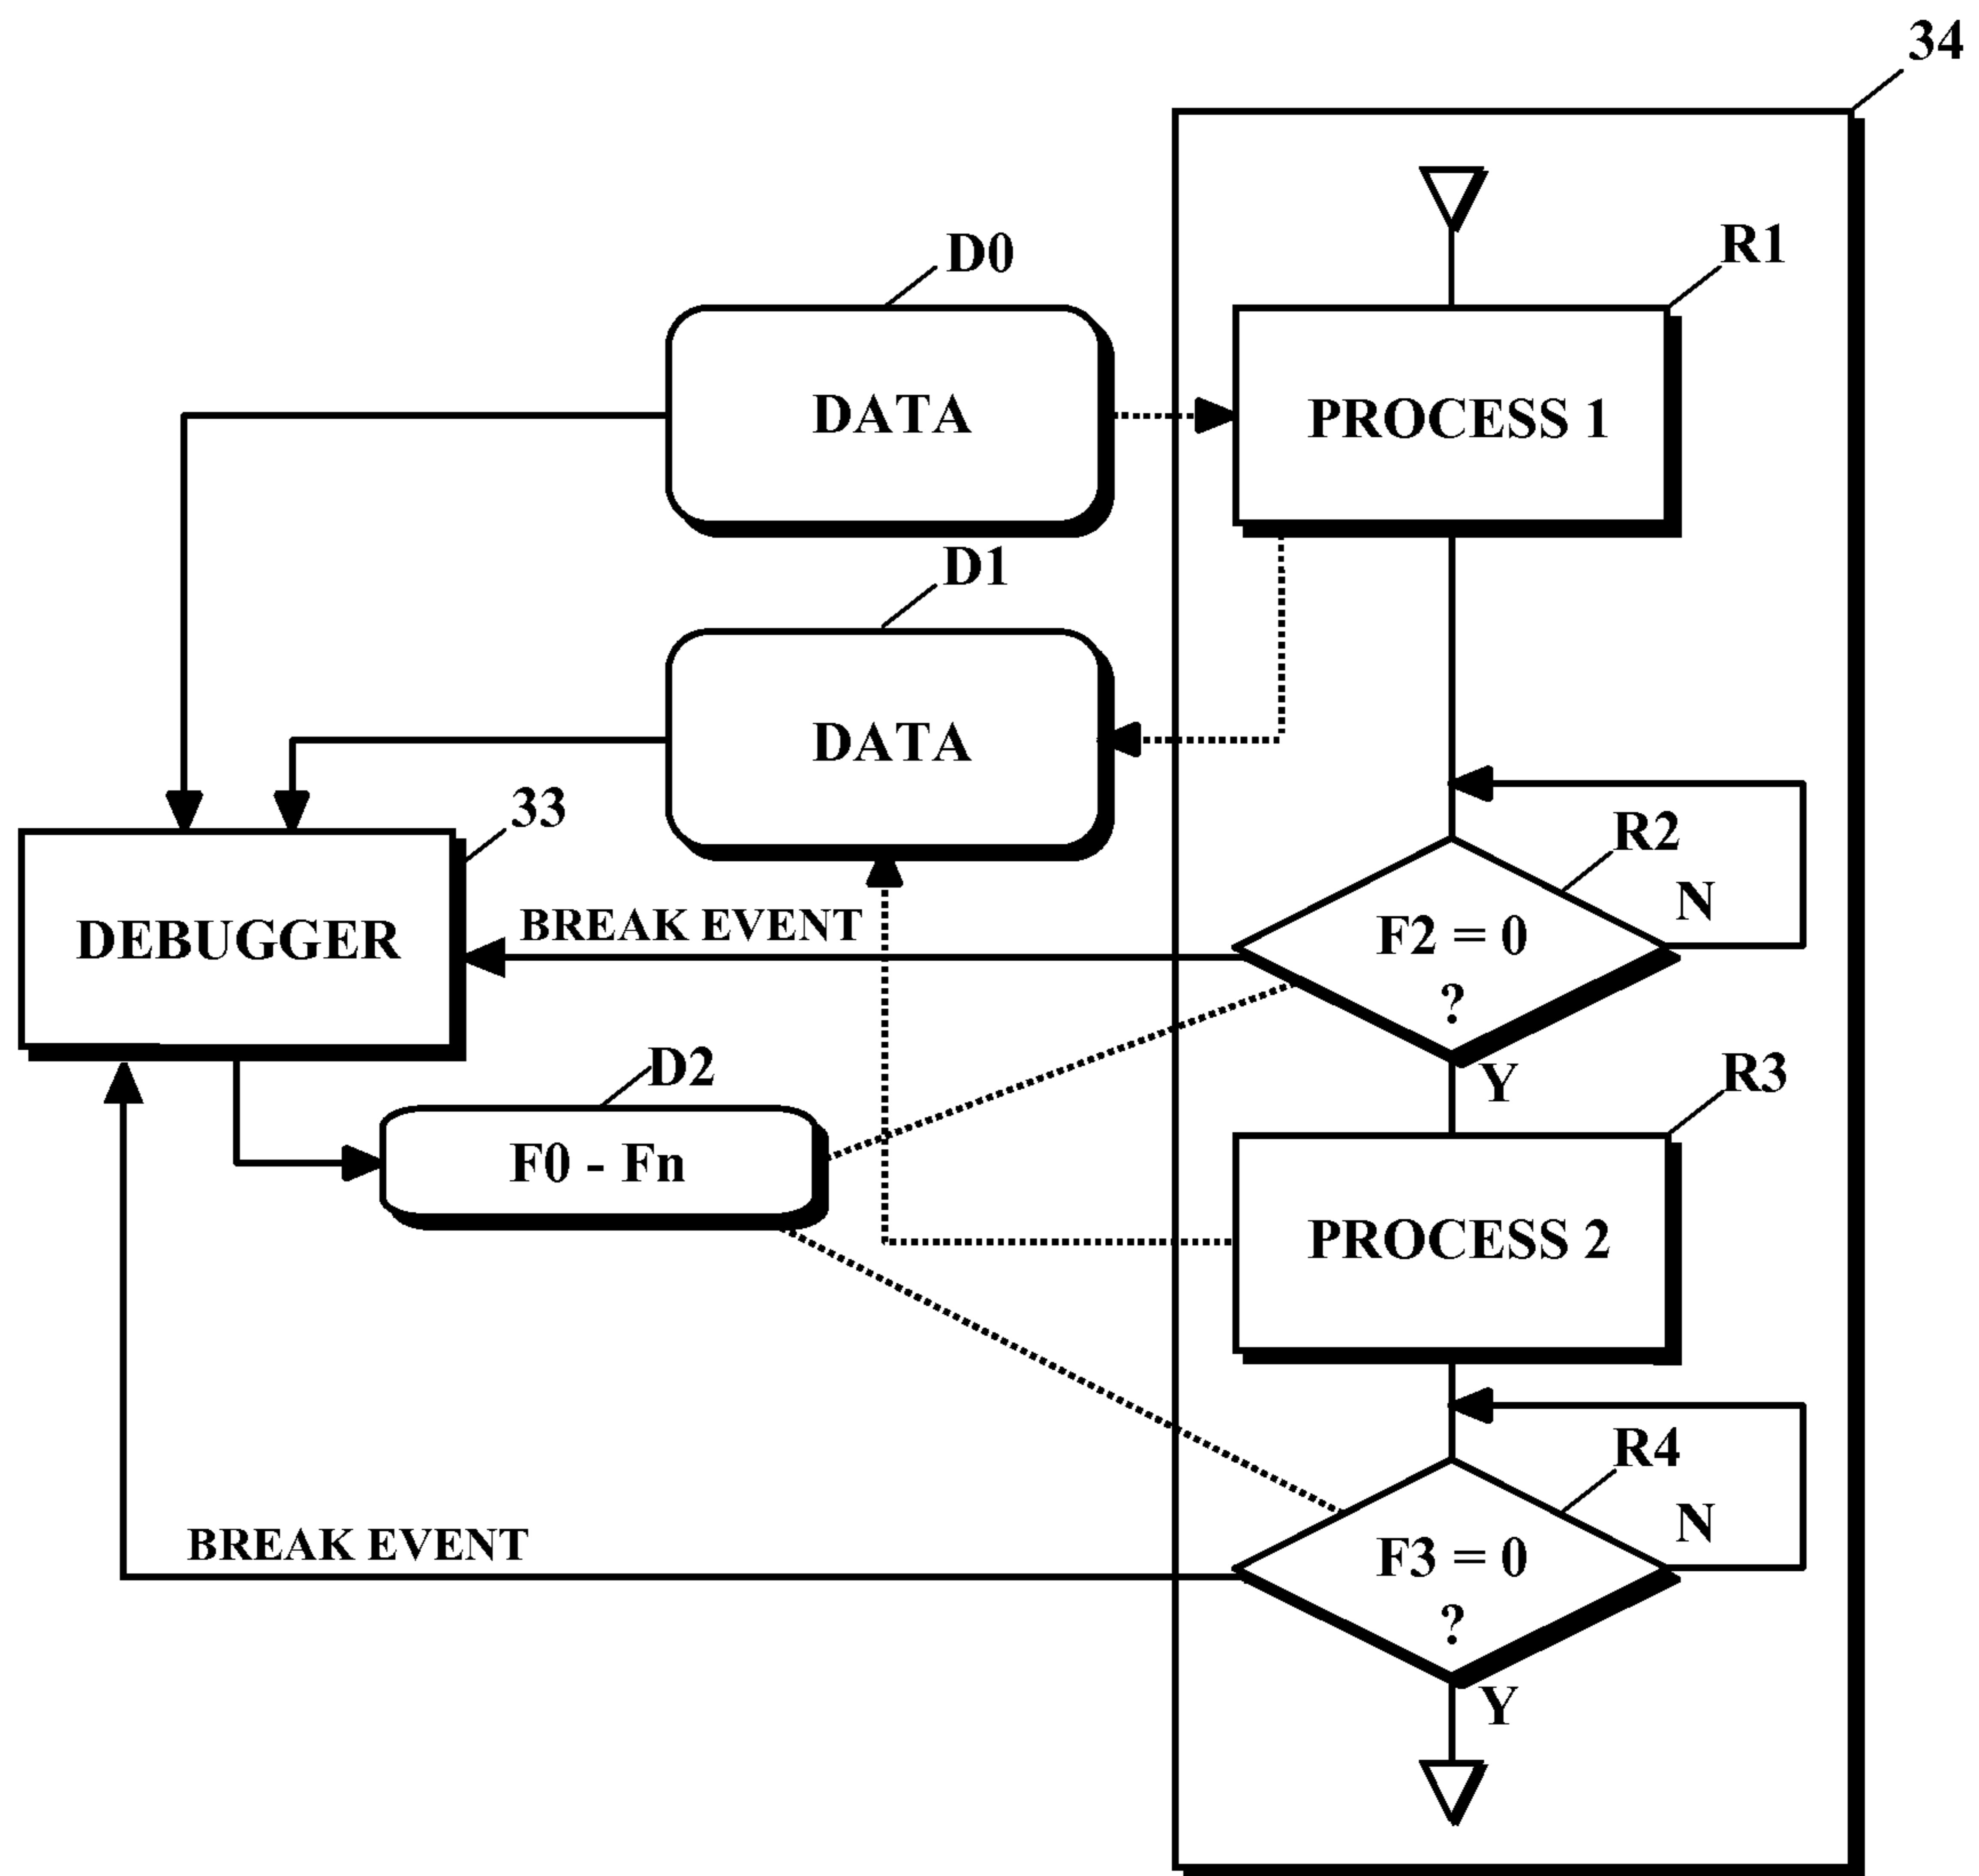 34
D0
R1
DATA
PROCESS 1
D1
DATA
33
R2
N
DEBUGGER
BREAK EVENT
F2 = 0
?
Y
D2
R3
F0 - Fn
PROCESS 2
R4
N
BREAK EVENT
F3 = 0
?
Y